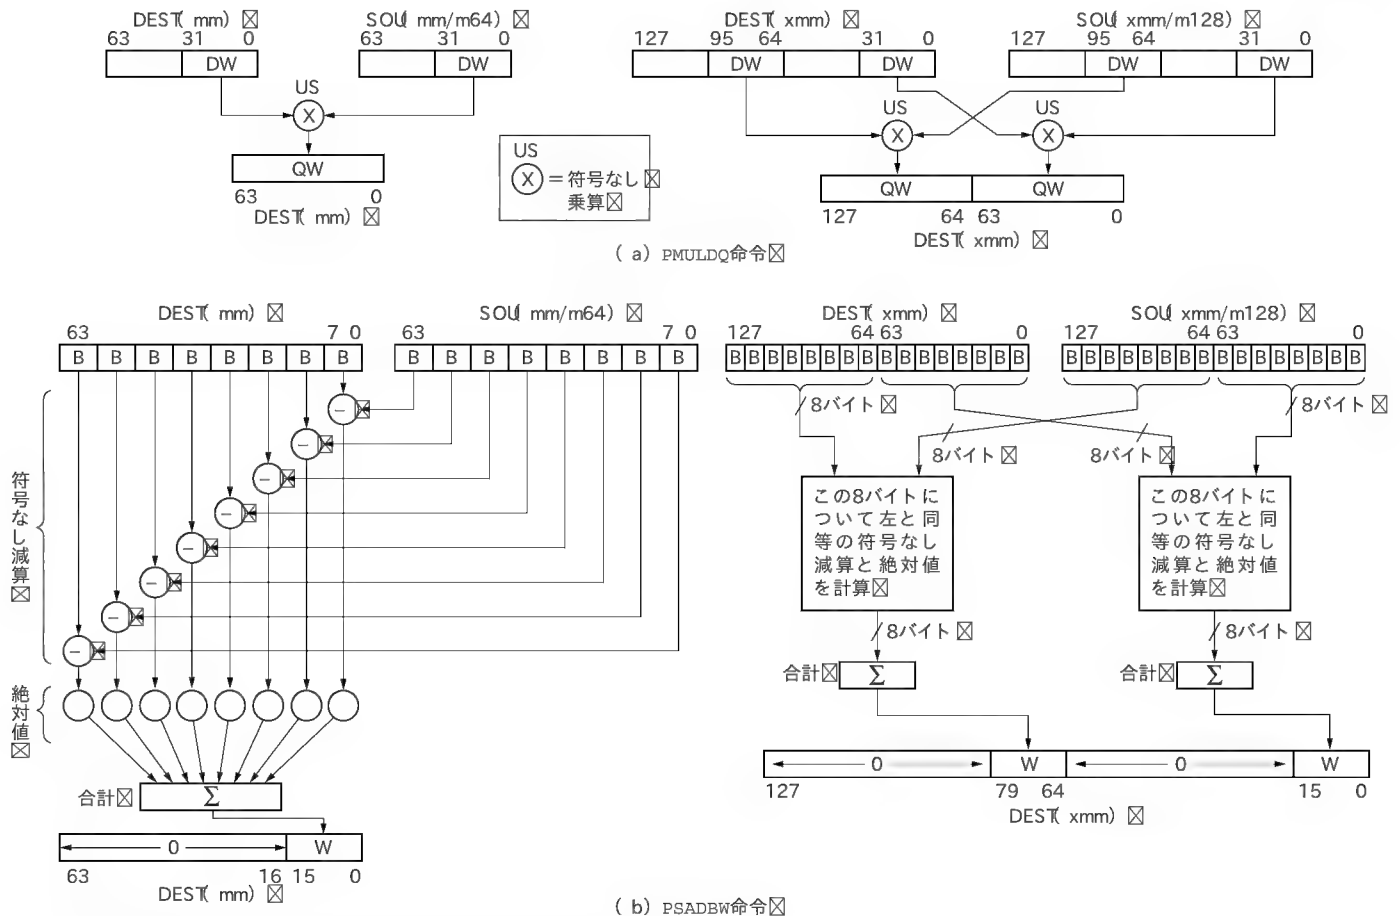 DEST( mm)
63 31 0
DW
SOU( mm/m64)
63 31 0
DW
US
X
QW
63 0
DEST( mm)
US
X =符号なし
乗算
DEST( xmm)
127 95 64 31 0
DW DW
SOU( xmm/m128)
127 95 64 31 0
DW DW
US US
X X
QW QW
127 64 63 0
DEST( xmm)
( a) PMULDQ命令
DEST( mm)
63 7 0
B B B B B B B B
SOU( mm/m64)
63 7 0
B B B B B B B B
符号なし減算
− − − − − − − −
絶対値
合計 Σ
0 W
63 16 15 0
DEST( mm)
DEST( xmm)
127 64 63 0
B B B B B B B B B B B B B B B B
SOU( xmm/m128)
127 64 63 0
B B B B B B B B B B B B B B B B
8バイト 8バイト
8バイト 8バイト
この8バイトに
ついて左と同
等の符号なし
減算と絶対値
を計算
この8バイトに
ついて左と同
等の符号なし
減算と絶対値
を計算
8バイト 8バイト
合計 Σ 合計 Σ
0 W 0 W
127 79 64 15 0
DEST( xmm)
( b) PSADBW命令